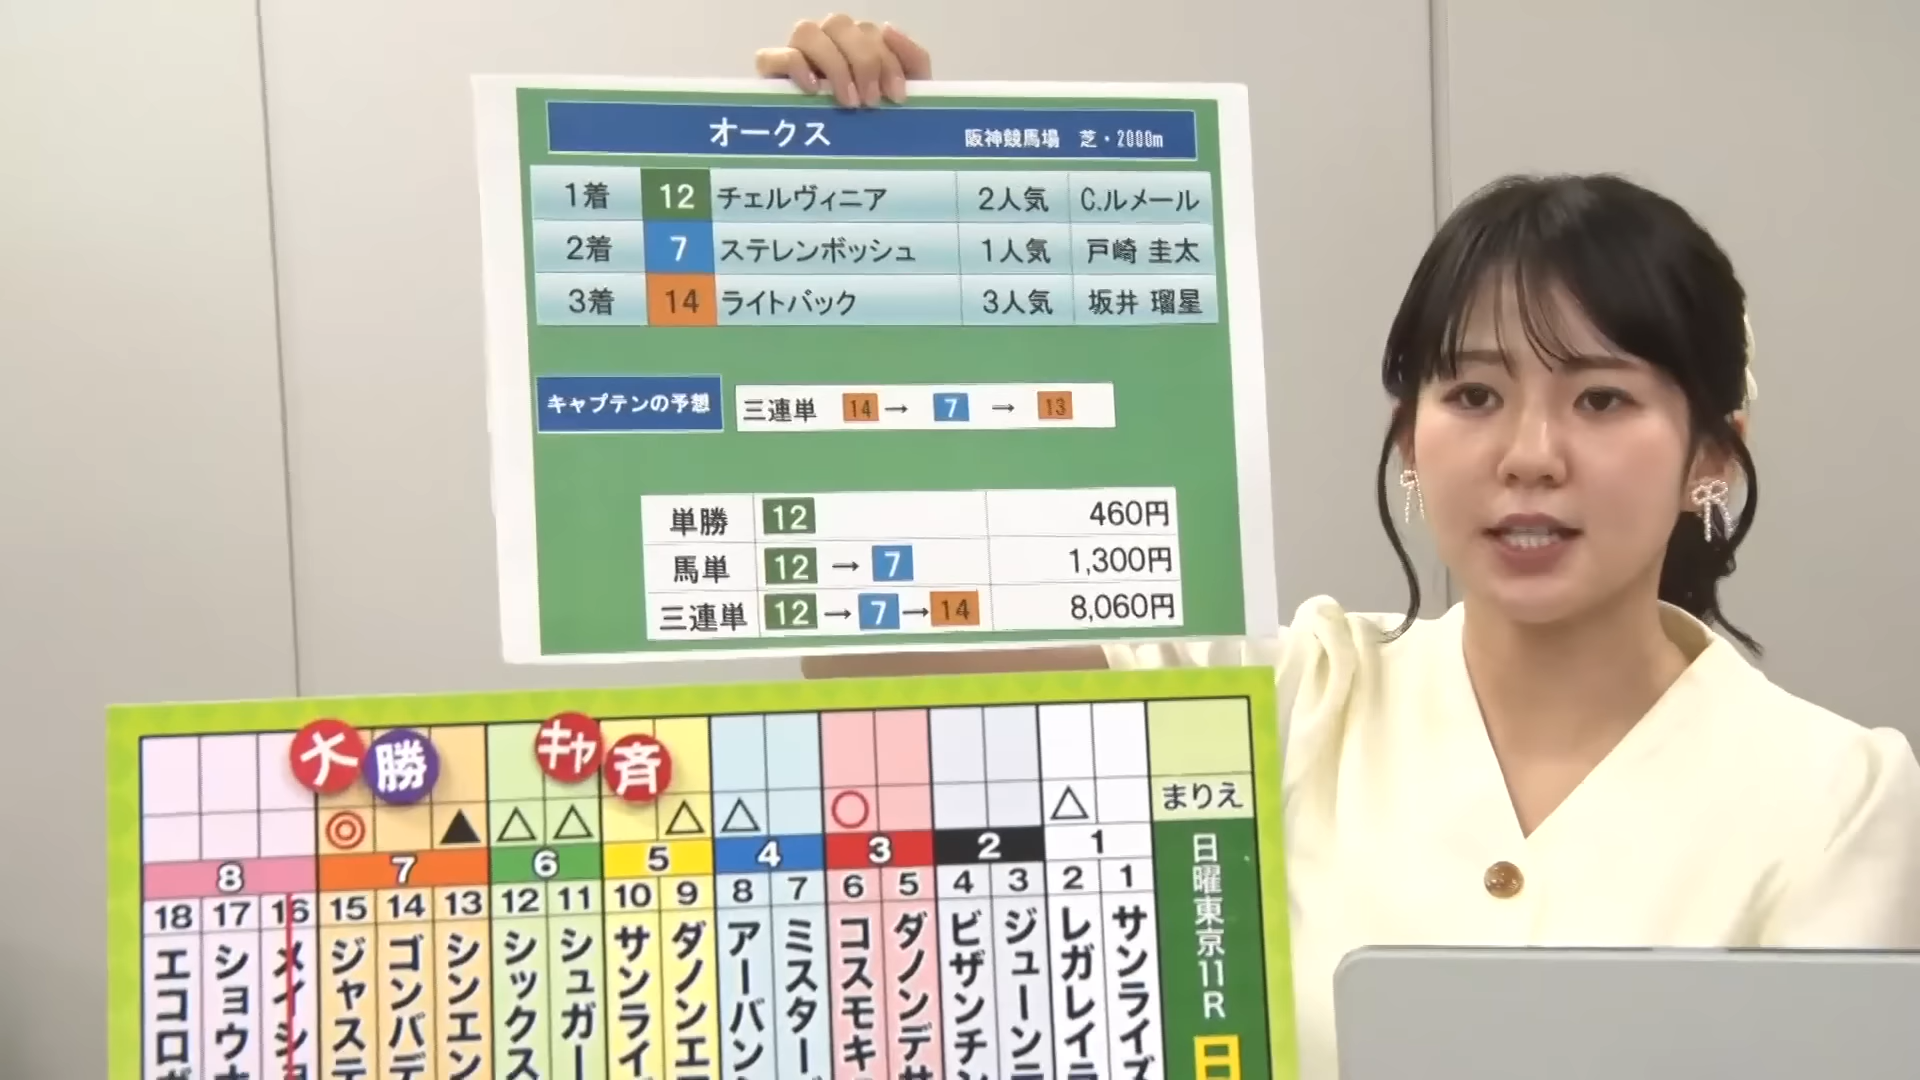 オークス 阪神競馬場 芝・2000m
1着 12 チェルヴィニア 2人気 C.ルメール
2着 7 ステレンボッシュ 1人気 戸崎 圭太
3着 14 ライトバック 3人気 坂井 瑠星
キャプテンの予想 三連単 14→ 7 → 13
単勝 12 460円
馬単 12 → 7 1,300円
三連単 12→7→14 8,060円
大 勝 キャ 斉
まりえ
◎ ▲ △ △ △ △ ○ △
8 7 6 5 4 3 2 1
18 17 16 15 14 13 12 11 10 9 8 7 6 5 4 3 2 1
日曜東京11R
日
サンライズ
レガレイラ
ジューンテ
ビザンチン
ダノンデサ
コスモキ
ミスター
アーバン
ダノンエ
サンライ
シュガー
シックス
シンエン
ゴンバデ
ジャステ
メイショ
ショウナ
エコロガ